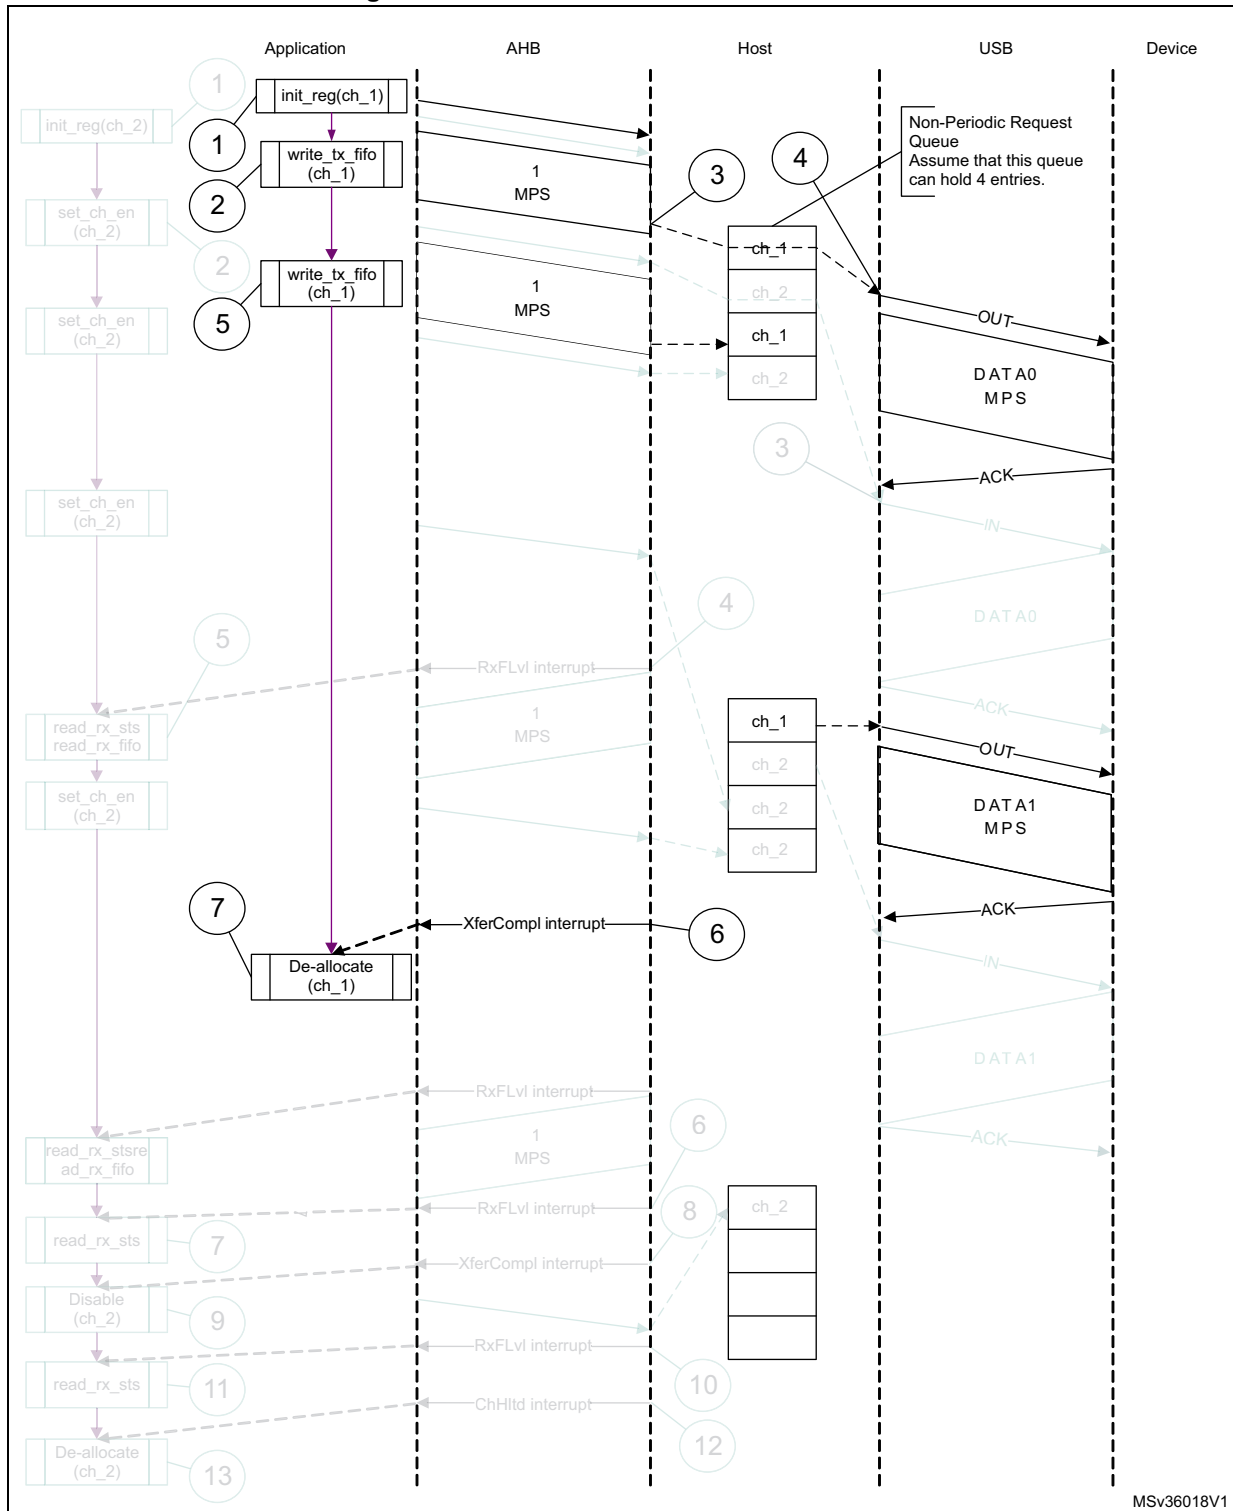 Application
AHB
Host
USB
Device
1
init_reg(ch_1)
init_reg(ch_2)
1
Non-Periodic Request
Queue
Assume that this queue
can hold 4 entries.
write_tx_fifo
(ch_1)
2
1
MPS
3
4
set_ch_en
(ch_2)
2
ch_1
write_tx_fifo
(ch_1)
5
1
MPS
ch_2
ch_1
ch_2
OUT
set_ch_en
(ch_2)
DATA0
MPS
3
ACK
set_ch_en
(ch_2)
IN
4
DATA0
5
RxFLvl interrupt
ACK
read_rx_sts
read_rx_fifo
1
MPS
ch_1
OUT
ch_2
set_ch_en
(ch_2)
ch_2
ch_2
DATA1
MPS
7
XferCompl interrupt
6
ACK
De-allocate
(ch_1)
IN
DATA1
RxFLvl interrupt
6
read_rx_stsre
ad_rx_fifo
1
MPS
ACK
RxFLvl interrupt
8
ch_2
read_rx_sts
7
XferCompl interrupt
Disable
(ch_2)
9
RxFLvl interrupt
10
read_rx_sts
11
ChHltd interrupt
12
De-allocate
(ch_2)
13
MSv36018V1